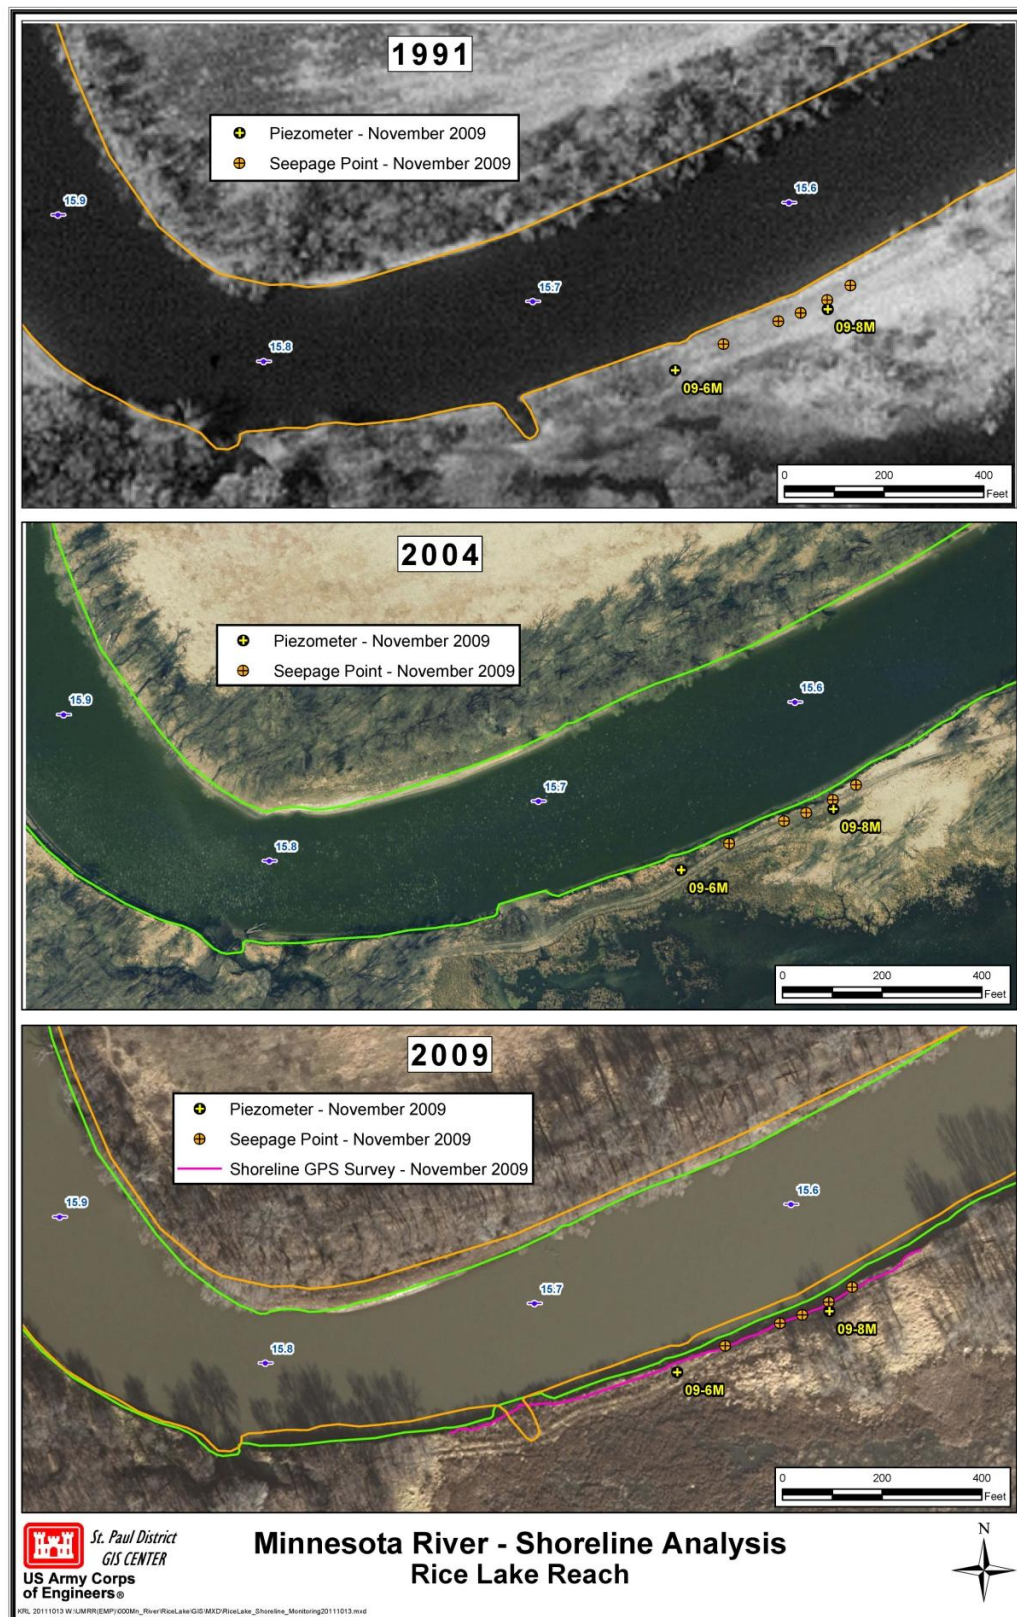 1991
Piezometer - November 2009
Seepage Point - November 2009
15.9
15.6
15.7
15.8
09-8M
09-6M
0 200 400
Feet
2004
Piezometer - November 2009
Seepage Point - November 2009
15.9
15.6
15.7
15.8
09-8M
09-6M
0 200 400
Feet
2009
Piezometer - November 2009
Seepage Point - November 2009
Shoreline GPS Survey - November 2009
15.9
15.6
15.7
15.8
09-8M
09-6M
0 200 400
Feet
St. Paul District
GIS CENTER
US Army Corps
of Engineers®
Minnesota River - Shoreline Analysis
Rice Lake Reach
N